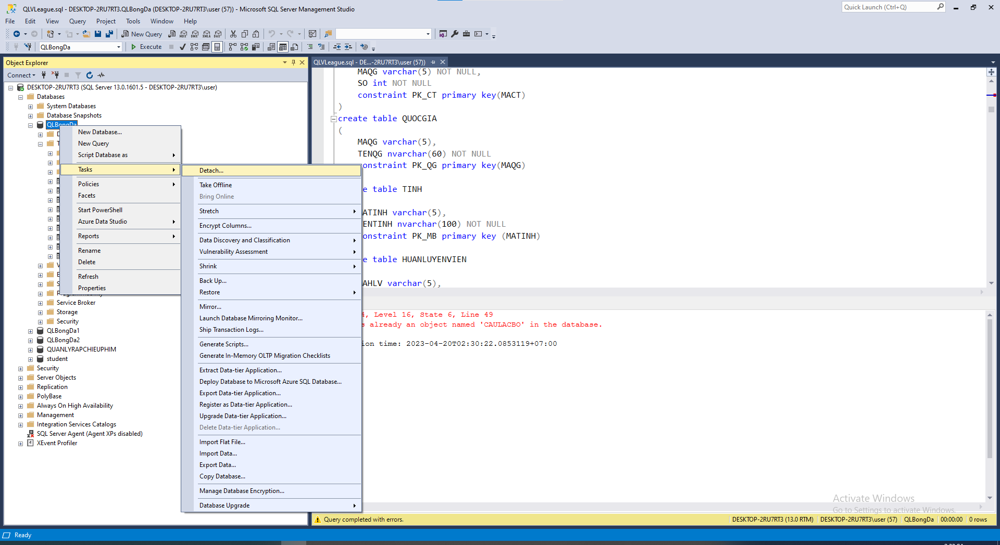 QLVLeague.sql - DESKTOP-2RU7RT3.QLBongDa (DESKTOP-2RU7RT3\user (57)) - Microsoft SQL Server Management Studio
Quick Launch (Ctrl+Q)
File Edit View Query Project Tools Window Help
New Query
MDX DMX XMLA DAX
QLBongDa
Execute
Object Explorer
Connect
DESKTOP-2RU7RT3 (SQL Server 13.0.1601.5 - DESKTOP-2RU7RT3\user)
Databases
System Databases
Database Snapshots
QLBongDa
Service Broker
Storage
Security
QLBongDa1
QLBongDa2
QUANLYRAPCHIEUPHIM
student
Security
Server Objects
Replication
PolyBase
Always On High Availability
Management
Integration Services Catalogs
SQL Server Agent (Agent XPs disabled)
XEvent Profiler
New Database...
New Query
Script Database as
Tasks
Policies
Facets
Start PowerShell
Azure Data Studio
Reports
Rename
Delete
Refresh
Properties
Detach...
Take Offline
Bring Online
Stretch
Encrypt Columns...
Data Discovery and Classification
Vulnerability Assessment
Shrink
Back Up...
Restore
Mirror...
Launch Database Mirroring Monitor...
Ship Transaction Logs...
Generate Scripts...
Generate In-Memory OLTP Migration Checklists
Extract Data-tier Application...
Deploy Database to Microsoft Azure SQL Database...
Export Data-tier Application...
Register as Data-tier Application...
Upgrade Data-tier Application...
Delete Data-tier Application...
Import Flat File...
Import Data...
Export Data...
Copy Database...
Manage Database Encryption...
Database Upgrade
QLVLeague.sql - DE...-2RU7RT3\user (57))
MAQG varchar(5) NOT NULL,
SO int NOT NULL
constraint PK_CT primary key(MACT)
)
create table QUOCGIA
(
MAQG varchar(5),
TENQG nvarchar(60) NOT NULL
onstraint PK_QG primary key(MAQG)
e table TINH
ATINH varchar(5),
ENTINH nvarchar(100) NOT NULL
onstraint PK_MB primary key (MATINH)
e table HUANLUYENVIEN
AHLV varchar(5),
4, Level 16, State 6, Line 49
s already an object named 'CAULACBO' in the database.
ion time: 2023-04-20T02:30:22.0853119+07:00
Activate Windows
Go to Settings to activate Windows.
Query completed with errors.
DESKTOP-2RU7RT3 (13.0 RTM) DESKTOP-2RU7RT3\user (57) QLBongDa 00:00:00 0 rows
Ready